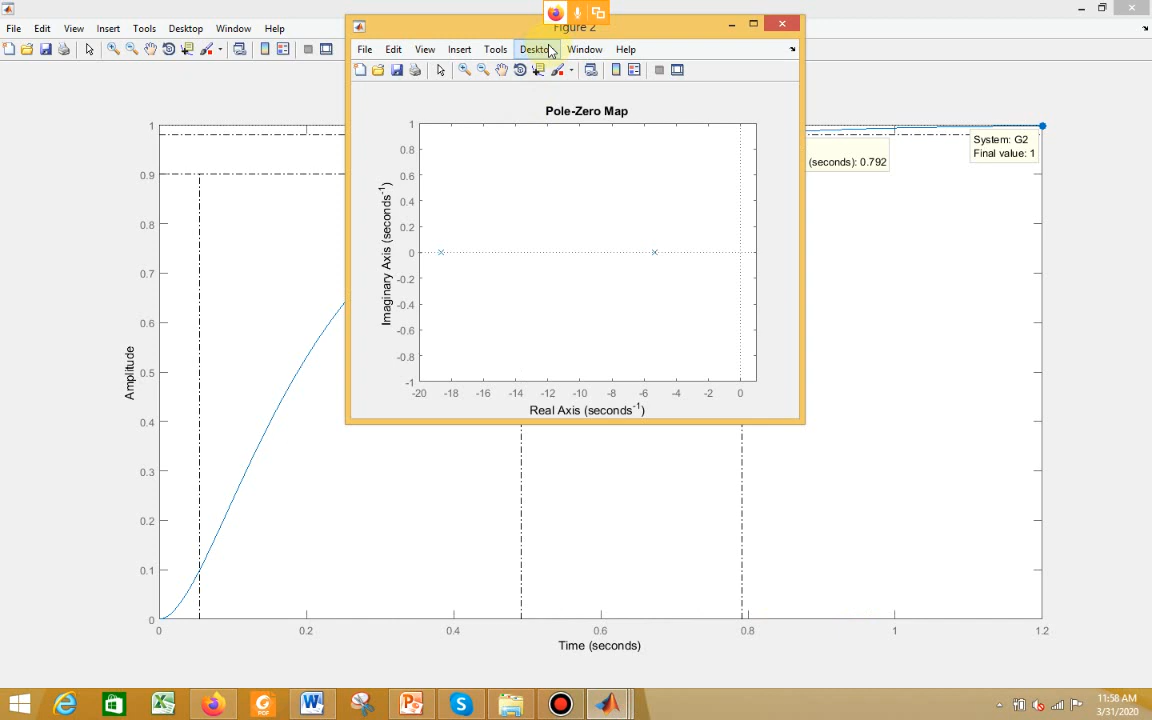 File Edit View Insert Tools Desktop Window Help
Figure 2
File Edit View Insert Tools Desktop Window Help
Pole-Zero Map
1
0.8
0.6
0.4
0.2
0
-0.2
-0.4
-0.6
-0.8
-1
-20 -18 -16 -14 -12 -10 -8 -6 -4 -2 0
Real Axis (seconds-1)
Imaginary Axis (seconds-1)
System: G2
Final value: 1
(seconds): 0.792
1
0.9
0.8
0.7
0.6
0.5
0.4
0.3
0.2
0.1
0
Amplitude
0 0.2 0.4 0.6 0.8 1 1.2
Time (seconds)
PDF
11:58 AM
3/31/2020